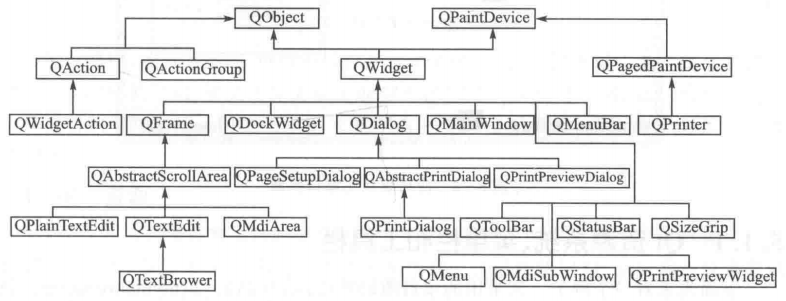 QObject QPaintDevice
QAction QActionGroup QWidget QPagedPaintDevice
QWidgetAction QFrame QDockWidget QDialog QMainWindow QMenuBar QPrinter
QAbstractScrollArea QPageSetupDialog QAbstractPrintDialog QPrintPreviewDialog
QPlainTextEdit QTextEdit QMdiArea QPrintDialog QToolBar QStatusBar QSizeGrip
QTextBrower QMenu QMdiSubWindow QPrintPreviewWidget